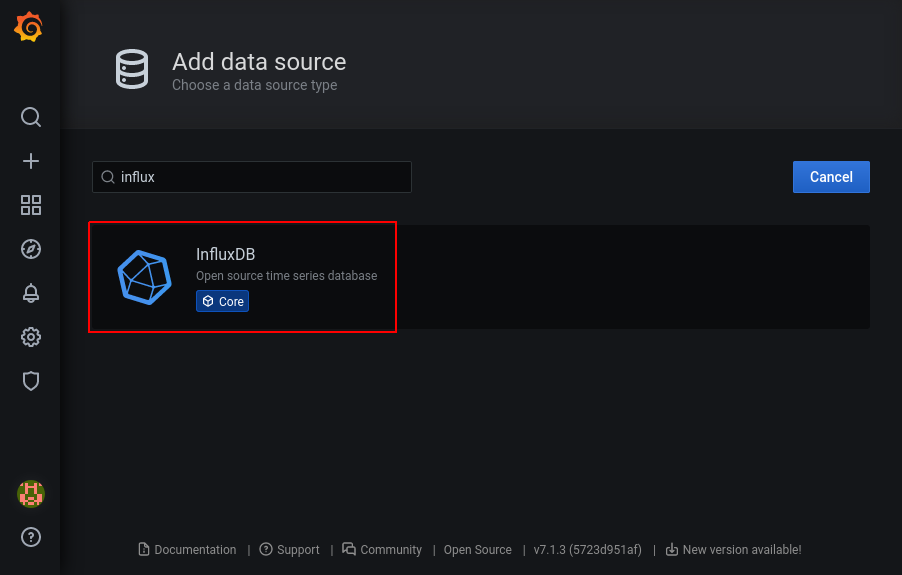 Add data source
Choose a data source type
influx
Cancel
InfluxDB
Open source time series database
Core
Documentation | Support | Community | Open Source | v7.1.3 (5723d951af) | New version available!